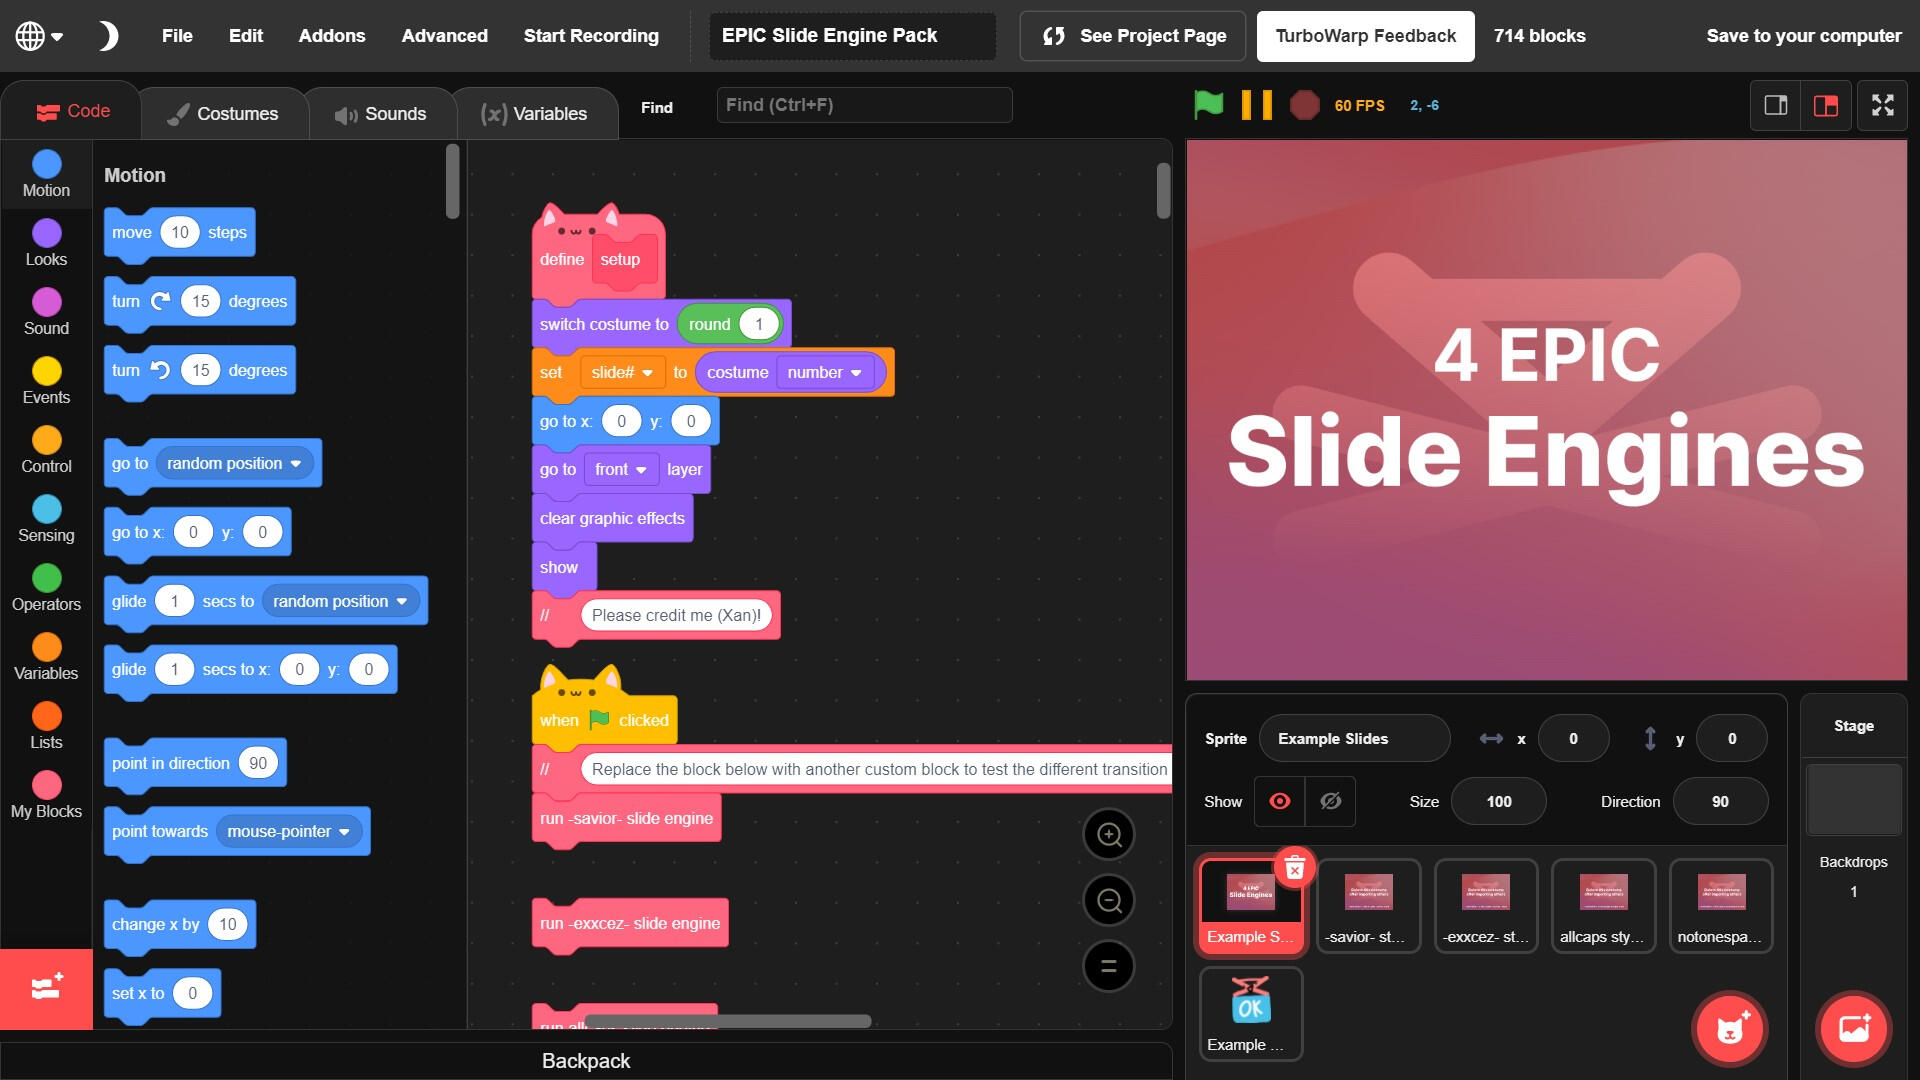 File Edit Addons Advanced Start Recording EPIC Slide Engine Pack See Project Page TurboWarp Feedback 714 blocks Save to your computer
Code Costumes Sounds (x) Variables Find Find (Ctrl+F) 60 FPS 2, -6
Motion
Looks
Sound
Events
Control
Sensing
Operators
Variables
Lists
My Blocks
Motion
move 10 steps
turn 15 degrees
turn 15 degrees
go to random position
go to x: 0 y: 0
glide 1 secs to random position
glide 1 secs to x: 0 y: 0
point in direction 90
point towards mouse-pointer
change x by 10
set x to 0
define setup
switch costume to round 1
set slide# to costume number
go to x: 0 y: 0
go to front layer
clear graphic effects
show
// Please credit me (Xan)!
when clicked
// Replace the block below with another custom block to test the different transition
run -savior- slide engine
run -exxcez- slide engine
Backpack
4 EPIC
Slide Engines
Sprite Example Slides x 0 y 0
Show Size 100 Direction 90
Example S...
-savior- st...
-exxcez- st...
allcaps sty...
notonespa...
OK
Example ...
Stage
Backdrops
1